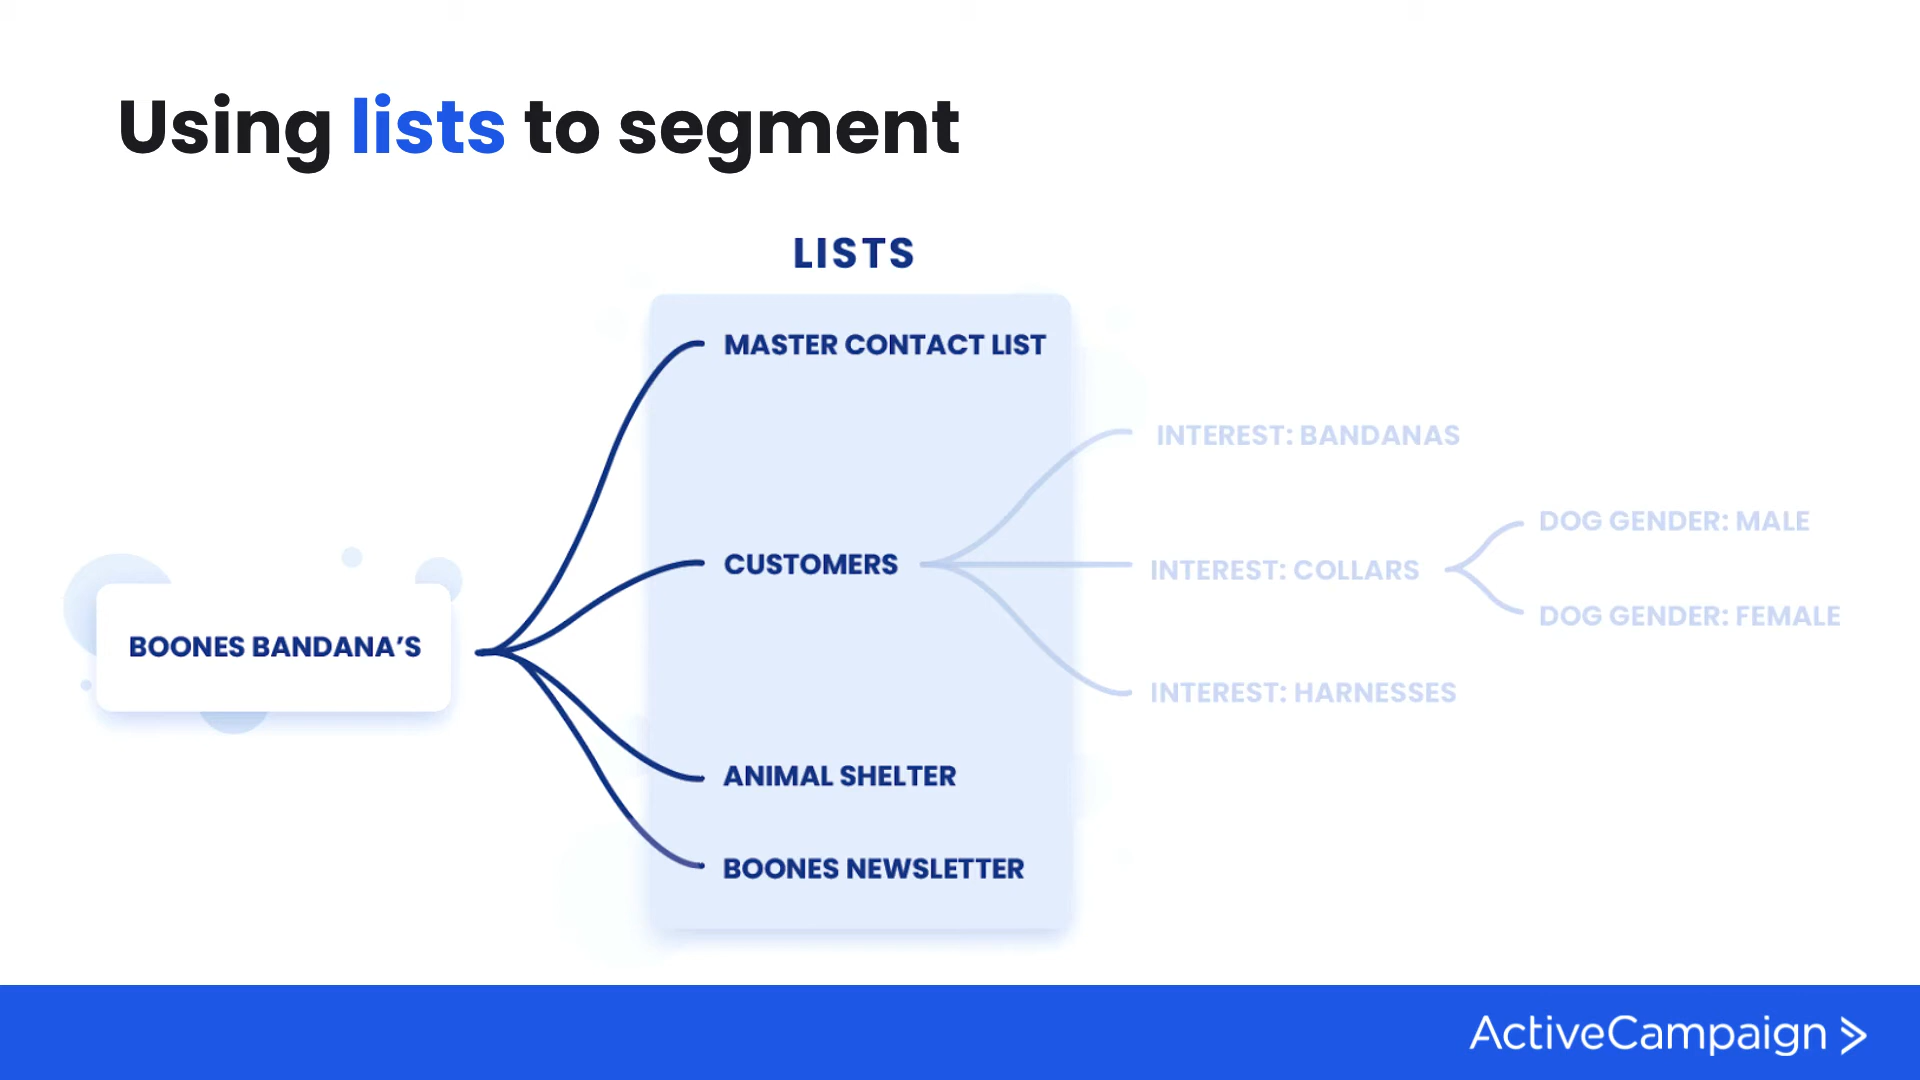 Using lists to segment
LISTS
MASTER CONTACT LIST
INTEREST: BANDANAS
DOG GENDER: MALE
CUSTOMERS
INTEREST: COLLARS
DOG GENDER: FEMALE
BOONES BANDANA’S
INTEREST: HARNESSES
ANIMAL SHELTER
BOONES NEWSLETTER
ActiveCampaign